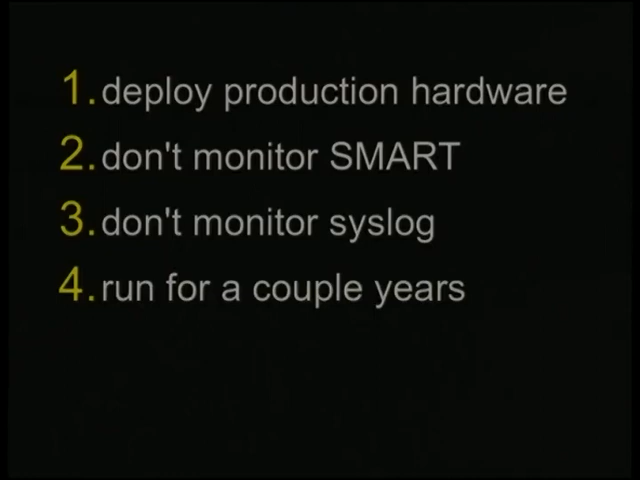 1. deploy production hardware
2. don't monitor SMART
3. don't monitor syslog
4. run for a couple years